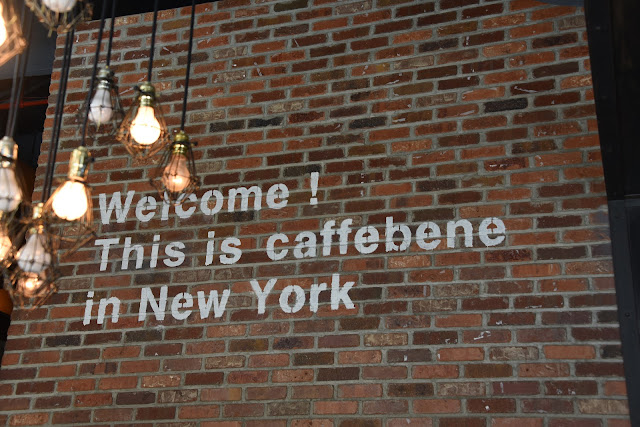 Welcome !
This is caffebene
in New York